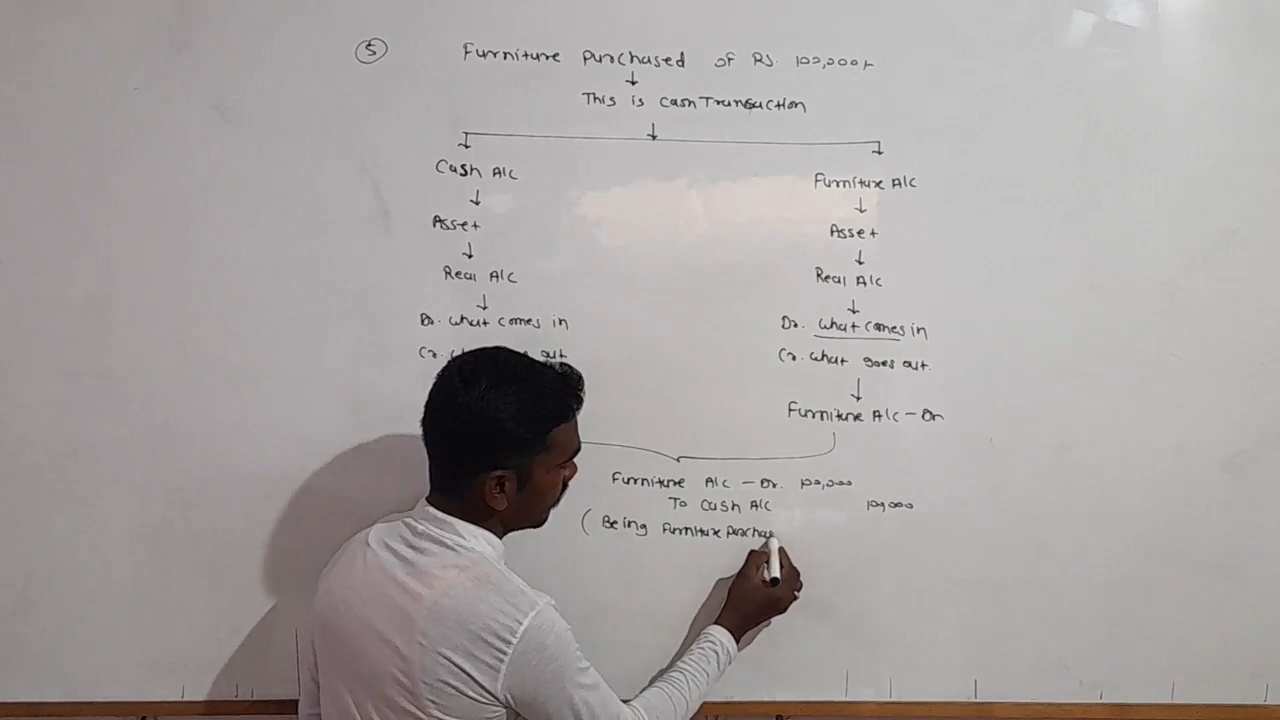 5 Furniture Purchased of Rs. 100,000/-
This is Cash Transaction
Cash A/c
Furniture A/c
Asset
Asset
Real A/c
Real A/c
Dr. What comes in
Dr. What comes in
Cr. out
Cr. What goes out.
Furniture A/c - Dr
Furniture A/c - Dr. 100,000
To Cash A/c 100,000
( Being Furniture Purchas